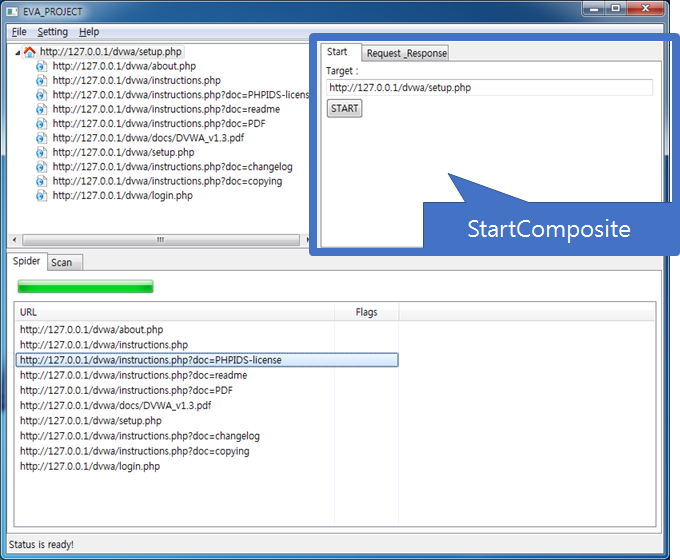 EVA_PROJECT
File Setting Help
http://127.0.0.1/dvwa/setup.php
http://127.0.0.1/dvwa/about.php
http://127.0.0.1/dvwa/instructions.php
http://127.0.0.1/dvwa/instructions.php?doc=PHPIDS-license
http://127.0.0.1/dvwa/instructions.php?doc=readme
http://127.0.0.1/dvwa/instructions.php?doc=PDF
http://127.0.0.1/dvwa/docs/DVWA_v1.3.pdf
http://127.0.0.1/dvwa/setup.php
http://127.0.0.1/dvwa/instructions.php?doc=changelog
http://127.0.0.1/dvwa/instructions.php?doc=copying
http://127.0.0.1/dvwa/login.php
Start Request_Response
Target :
http://127.0.0.1/dvwa/setup.php
START
StartComposite
Spider Scan
URL Flags
http://127.0.0.1/dvwa/about.php
http://127.0.0.1/dvwa/instructions.php
http://127.0.0.1/dvwa/instructions.php?doc=PHPIDS-license
http://127.0.0.1/dvwa/instructions.php?doc=readme
http://127.0.0.1/dvwa/instructions.php?doc=PDF
http://127.0.0.1/dvwa/docs/DVWA_v1.3.pdf
http://127.0.0.1/dvwa/setup.php
http://127.0.0.1/dvwa/instructions.php?doc=changelog
http://127.0.0.1/dvwa/instructions.php?doc=copying
http://127.0.0.1/dvwa/login.php
Status is ready!